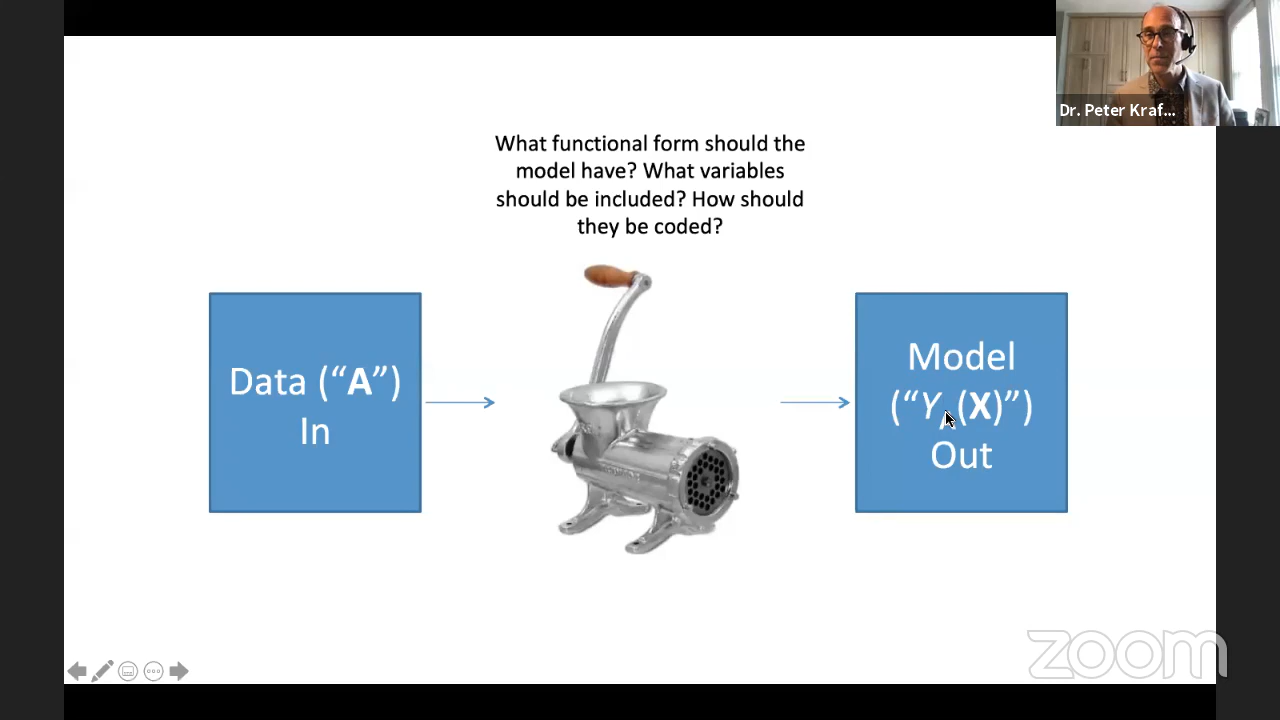 Dr. Peter Kraf...
What functional form should the
model have? What variables
should be included? How should
they be coded?
Data (“A”)
In
Model
(“YA(X)”)
Out
zoom